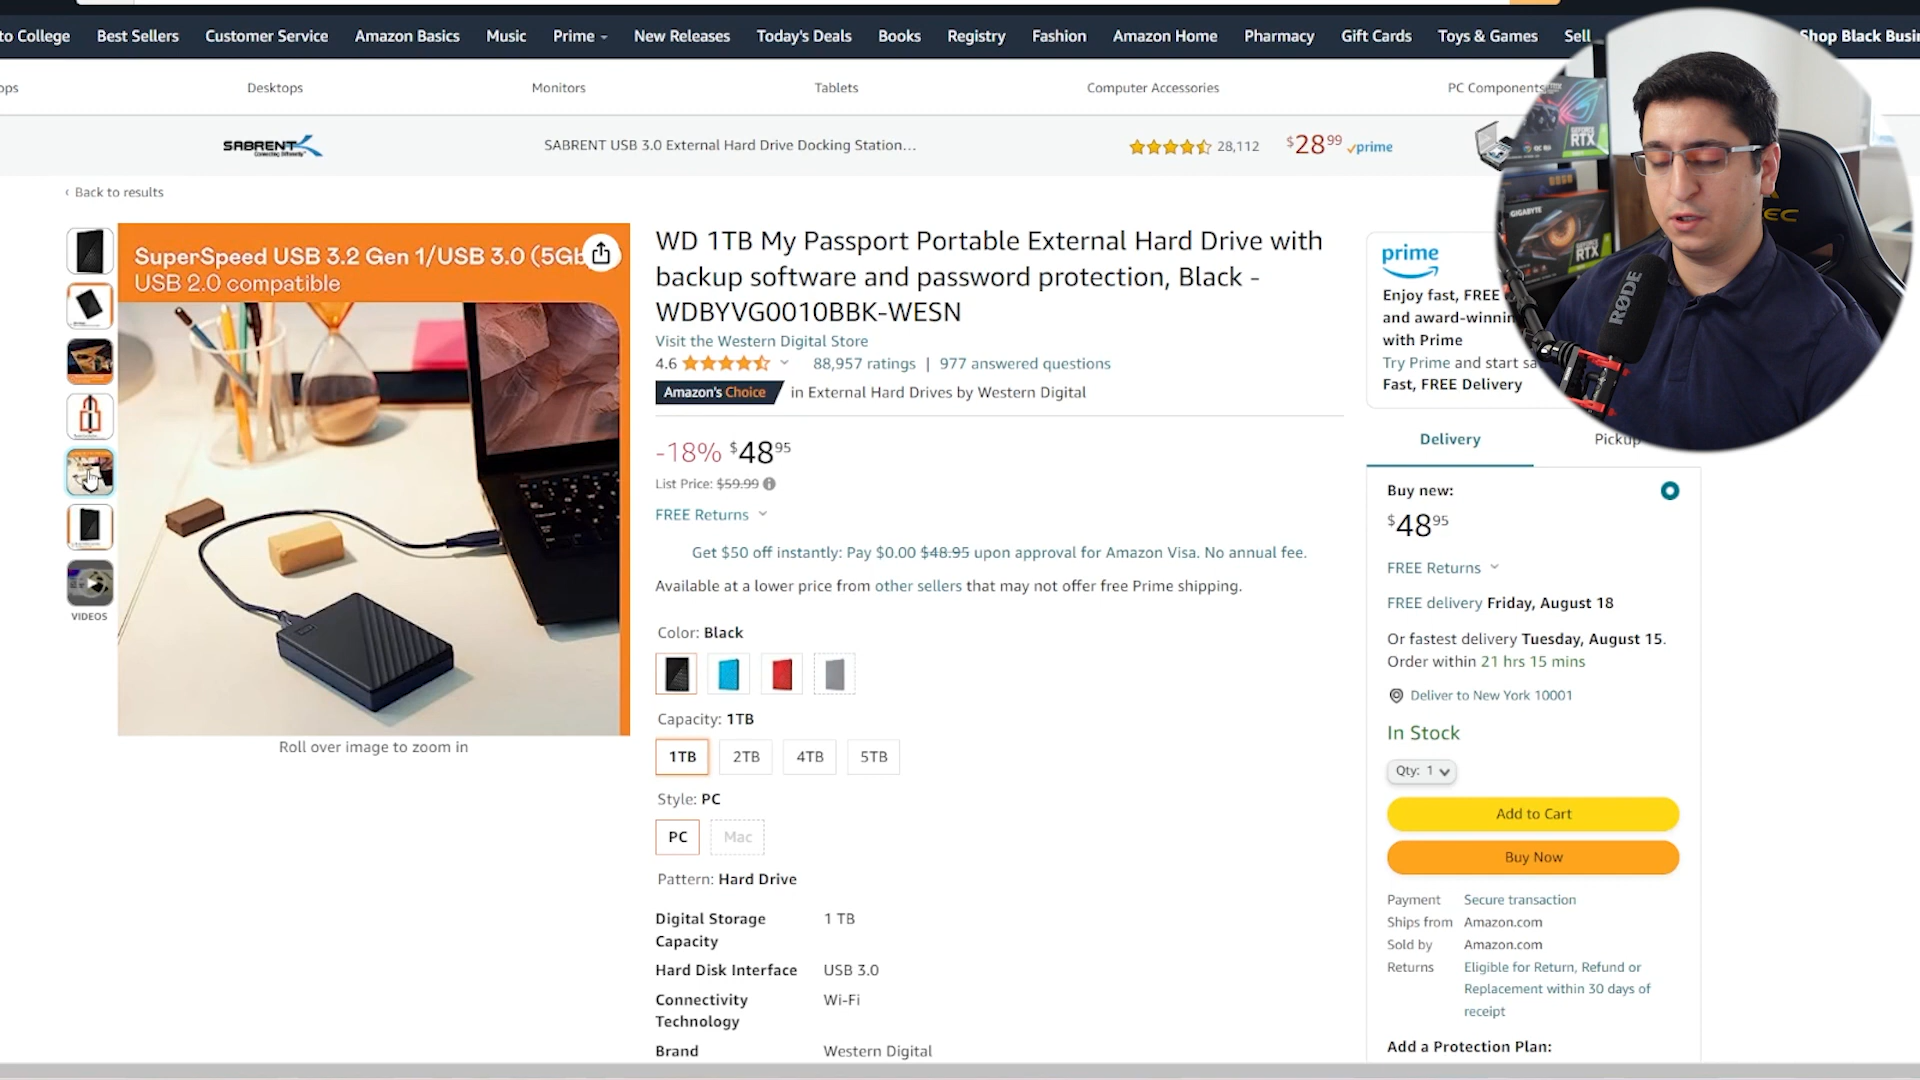 to College Best Sellers Customer Service Amazon Basics Music Prime New Releases Today's Deals Books Registry Fashion Amazon Home Pharmacy Gift Cards Toys & Games Sell Shop Black Busin
ops Desktops Monitors Tablets Computer Accessories PC Components
SABRENT SABRENT USB 3.0 External Hard Drive Docking Station… 28,112 $28 99 prime
‹ Back to results
SuperSpeed USB 3.2 Gen 1/USB 3.0 (5Gb
USB 2.0 compatible
VIDEOS
Roll over image to zoom in
WD 1TB My Passport Portable External Hard Drive with
backup software and password protection, Black -
WDBYVG0010BBK-WESN
Visit the Western Digital Store
4.6 88,957 ratings | 977 answered questions
Amazon's Choice in External Hard Drives by Western Digital
-18% $48 95
List Price: $59.99
FREE Returns
Get $50 off instantly: Pay $0.00 $48.95 upon approval for Amazon Visa. No annual fee.
Available at a lower price from other sellers that may not offer free Prime shipping.
Color: Black
Capacity: 1TB
1TB 2TB 4TB 5TB
Style: PC
PC Mac
Pattern: Hard Drive
Digital Storage Capacity 1 TB
Hard Disk Interface USB 3.0
Connectivity Technology Wi-Fi
Brand Western Digital
prime
Enjoy fast, FREE
and award-winnin
with Prime
Try Prime and start sa
Fast, FREE Delivery
Delivery Pickup
Buy new:
$48 95
FREE Returns
FREE delivery Friday, August 18
Or fastest delivery Tuesday, August 15.
Order within 21 hrs 15 mins
Deliver to New York 10001
In Stock
Qty: 1
Add to Cart
Buy Now
Payment Secure transaction
Ships from Amazon.com
Sold by Amazon.com
Returns Eligible for Return, Refund or
Replacement within 30 days of
receipt
Add a Protection Plan:
RTX
GIGABYTE
RTX
RØDE
TEC